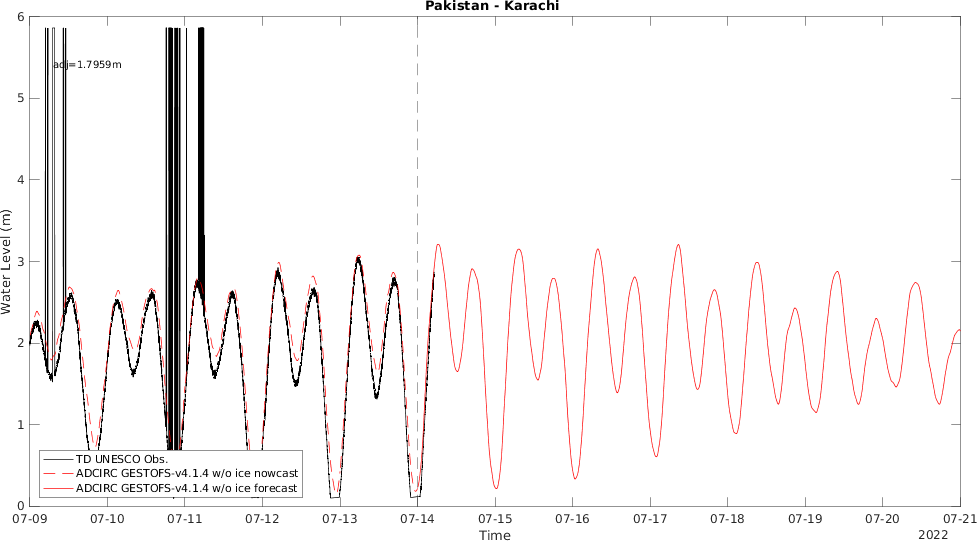 Pakistan - Karachi
6
adj=1.7959m
5
4
3
2
1
0
Water Level (m)
TD UNESCO Obs.
ADCIRC GESTOFS-v4.1.4 w/o ice nowcast
ADCIRC GESTOFS-v4.1.4 w/o ice forecast
07-09 07-10 07-11 07-12 07-13 07-14 07-15 07-16 07-17 07-18 07-19 07-20 07-21
Time
2022